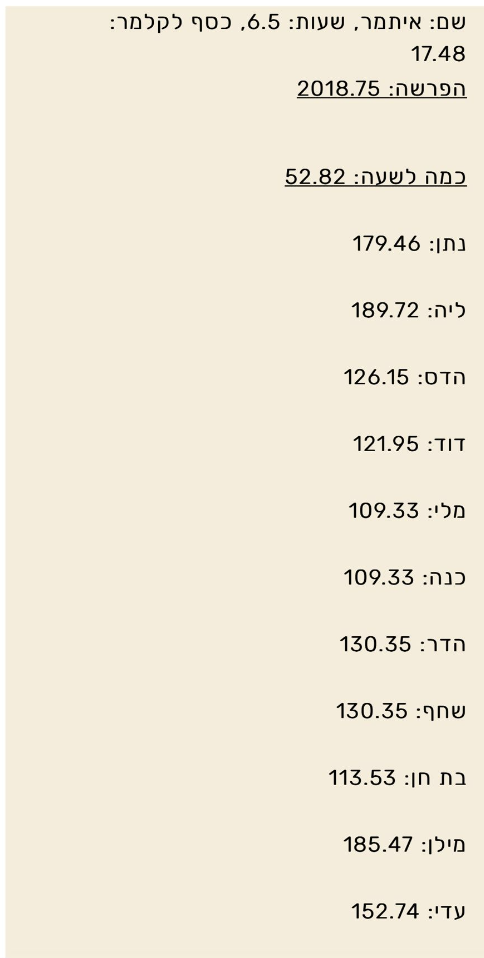 שם: איתמר, שעות: 6.5, כסף לקלמר:
17.48
הפרשה: 2018.75
כמה לשעה: 52.82
נתן: 179.46
ליה: 189.72
הדס: 126.15
דוד: 121.95
מלי: 109.33
כנה: 109.33
הדר: 130.35
שחף: 130.35
בת חן: 113.53
מילן: 185.47
עדי: 152.74